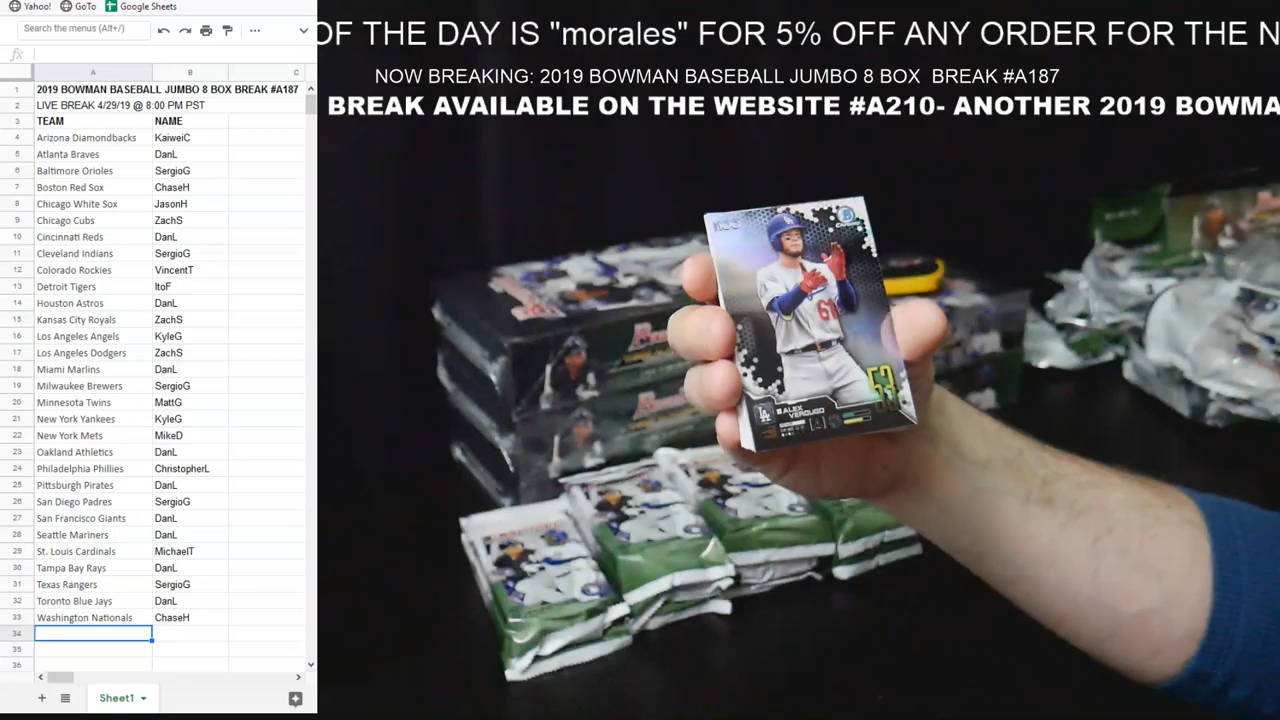 Yahoo!
GoTo
Google Sheets
Search the menus (Alt+/)
fx
A B C
1 2019 BOWMAN BASEBALL JUMBO 8 BOX BREAK #A187
2 LIVE BREAK 4/29/19 @ 8:00 PM PST
3 TEAM NAME
4 Arizona Diamondbacks KaiweiC
5 Atlanta Braves DanL
6 Baltimore Orioles SergioG
7 Boston Red Sox ChaseH
8 Chicago White Sox JasonH
9 Chicago Cubs ZachS
10 Cincinnati Reds DanL
11 Cleveland Indians SergioG
12 Colorado Rockies VincentT
13 Detroit Tigers ItoF
14 Houston Astros DanL
15 Kansas City Royals ZachS
16 Los Angeles Angels KyleG
17 Los Angeles Dodgers ZachS
18 Miami Marlins DanL
19 Milwaukee Brewers SergioG
20 Minnesota Twins MattG
21 New York Yankees KyleG
22 New York Mets MikeD
23 Oakland Athletics DanL
24 Philadelphia Phillies ChristopherL
25 Pittsburgh Pirates DanL
26 San Diego Padres SergioG
27 San Francisco Giants DanL
28 Seattle Mariners DanL
29 St. Louis Cardinals MichaelT
30 Tampa Bay Rays DanL
31 Texas Rangers SergioG
32 Toronto Blue Jays DanL
33 Washington Nationals ChaseH
34
35
36
Sheet1
OF THE DAY IS "morales" FOR 5% OFF ANY ORDER FOR THE N
NOW BREAKING: 2019 BOWMAN BASEBALL JUMBO 8 BOX BREAK #A187
BREAK AVAILABLE ON THE WEBSITE #A210- ANOTHER 2019 BOWMA
61
53
LA
ALEX
VERDUGO